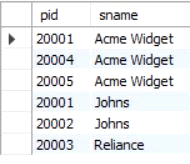 pid sname
20001 Acme Widget
20004 Acme Widget
20005 Acme Widget
20001 Johns
20002 Johns
20003 Reliance